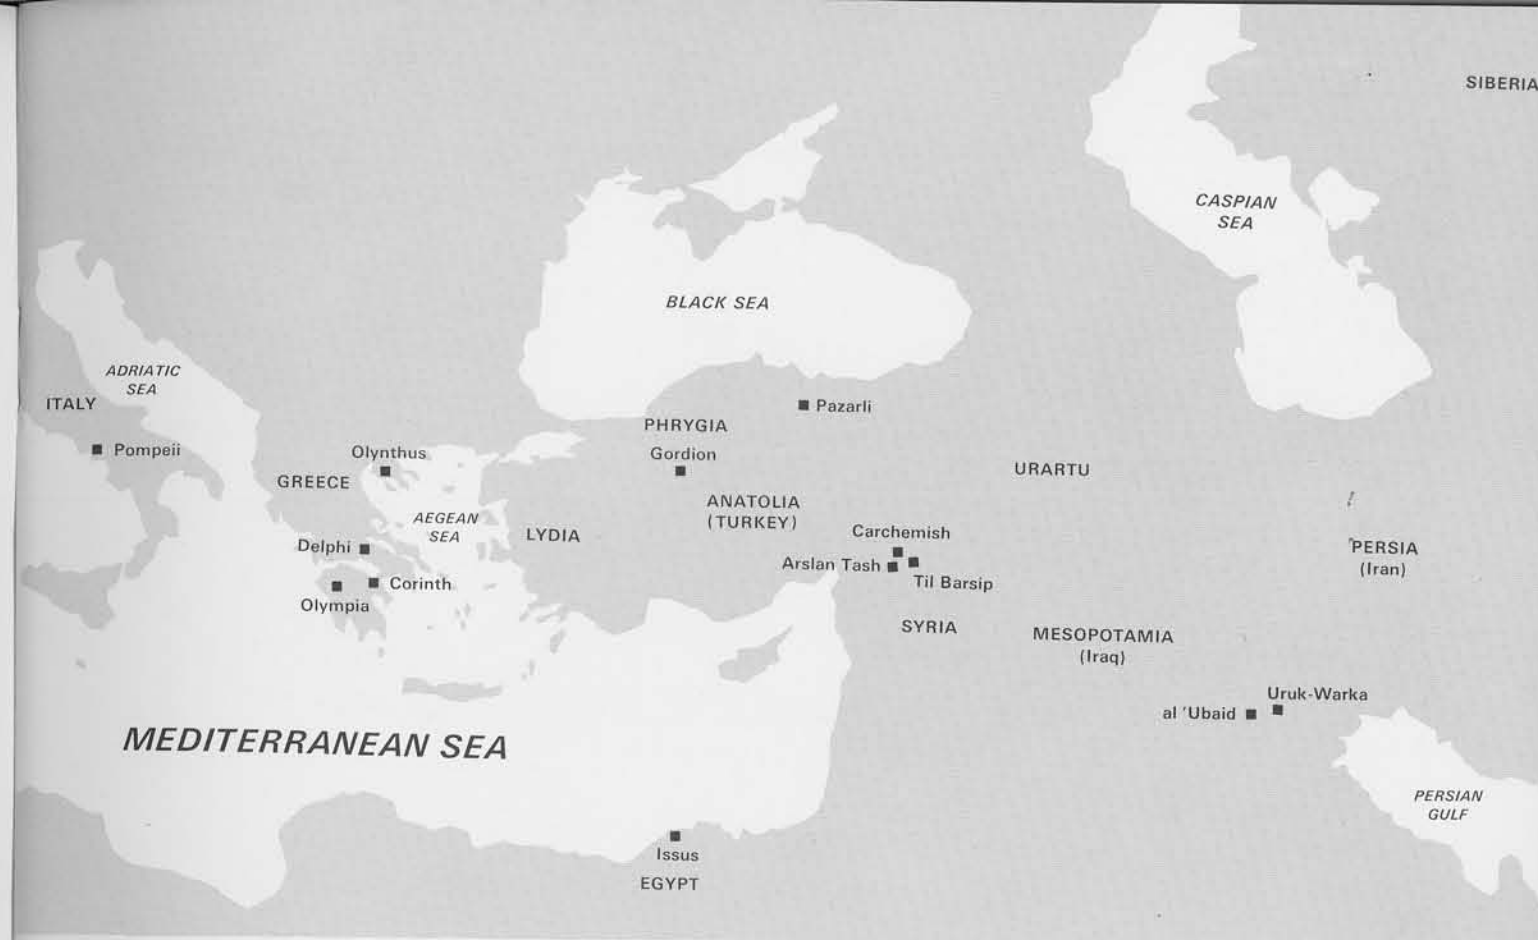 SIBERIA
CASPIAN
SEA
BLACK SEA
ADRIATIC
SEA
ITALY
Pazarli
PHRYGIA
Pompeii
Olynthus
Gordion
GREECE
URARTU
ANATOLIA
(TURKEY)
AEGEAN
SEA
LYDIA
Carchemish
Delphi
PERSIA
(Iran)
Arslan Tash
Til Barsip
Corinth
Olympia
SYRIA
MESOPOTAMIA
(Iraq)
Uruk-Warka
al 'Ubaid
MEDITERRANEAN SEA
PERSIAN
GULF
Issus
EGYPT